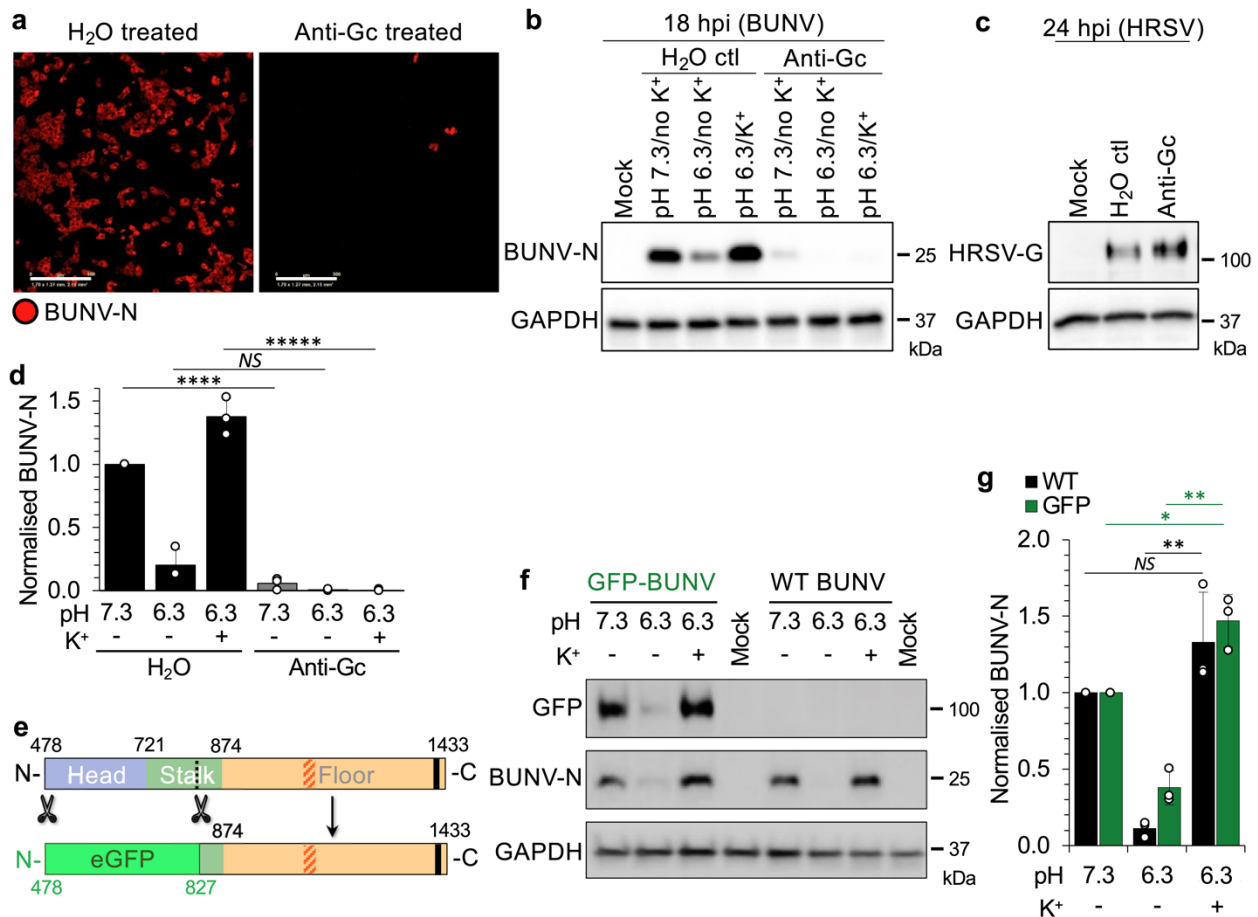 a
H₂O treated
Anti-Gc treated
BUNV-N
b
18 hpi (BUNV)
H₂O ctl
Anti-Gc
Mock
pH 7.3/no K⁺
pH 6.3/no K⁺
pH 6.3/K⁺
pH 7.3/no K⁺
pH 6.3/no K⁺
pH 6.3/K⁺
BUNV-N
25
GAPDH
37
kDa
c
24 hpi (HRSV)
Mock
H₂O ctl
Anti-Gc
HRSV-G
100
GAPDH
37
kDa
d
*****
NS
****
Normalised BUNV-N
1.5
1.0
0.5
0.0
pH 7.3 6.3 6.3 7.3 6.3 6.3
K⁺ - - + - - +
H₂O
Anti-Gc
e
478 721 874 1433
N- Head Stalk Floor -C
874 1433
N- eGFP -C
478 827
f
GFP-BUNV
WT BUNV
pH 7.3 6.3 6.3 Mock 7.3 6.3 6.3 Mock
K⁺ - - + - - +
GFP
100
BUNV-N
25
GAPDH
37
kDa
g
WT
GFP
**
*
**
NS
Normalised BUNV-N
2.0
1.5
1.0
0.5
0.0
pH 7.3 6.3 6.3
K⁺ - - +